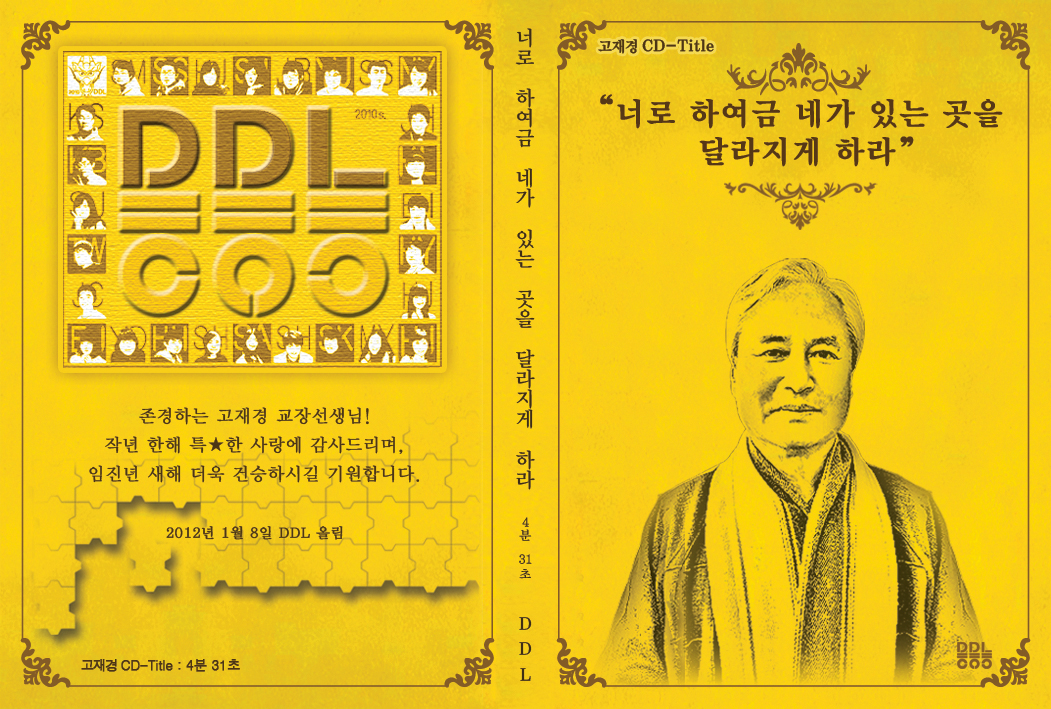 DDL
2010s.
존경하는 고재경 교장선생님!
작년 한해 특★한 사랑에 감사드리며,
임진년 새해 더욱 건승하시길 기원합니다.
2012년 1월 8일 DDL 올림
고재경 CD-Title : 4분 31초
너로 하여금 네가 있는 곳을 달라지게 하라 4분 31초 DDL
고재경 CD-Title
“너로 하여금 네가 있는 곳을
달라지게 하라”
DDL